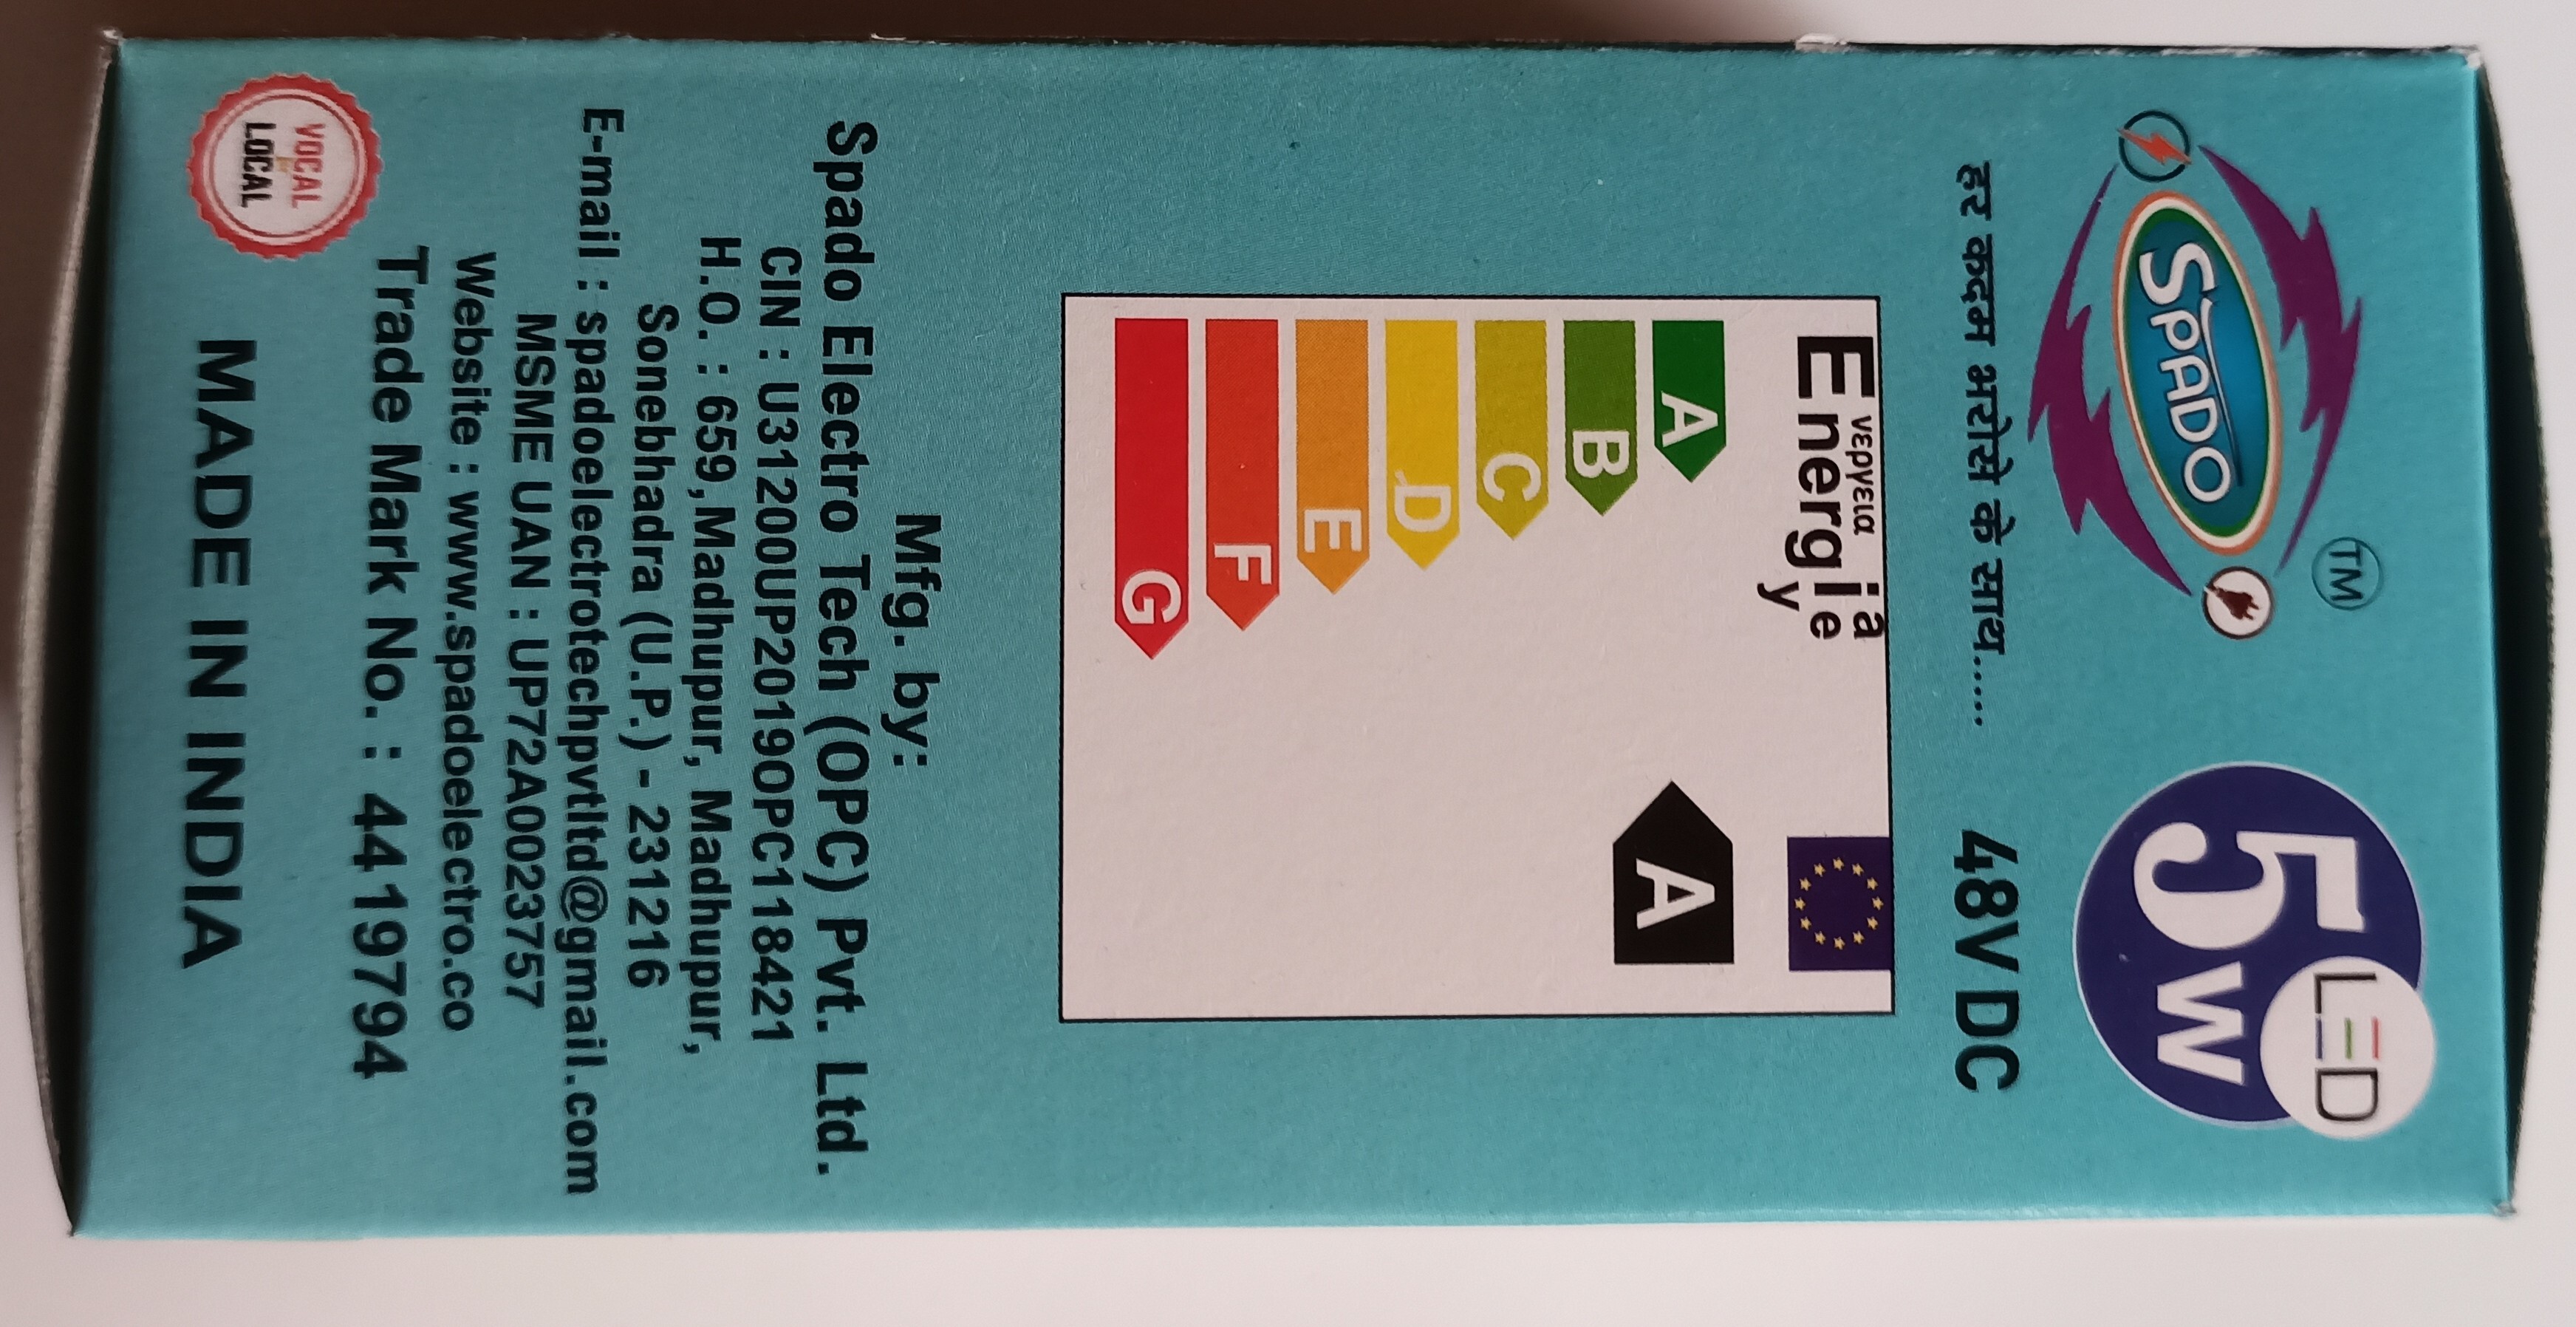 SPADO
TM
हर कदम भरोसे के साथ.....
5W
LED
48V DC
Energia
ενεργεια
y
ie
A
B
C
D
E
F
G
A
Mfg. by:
Spado Electro Tech (OPC) Pvt. Ltd.
CIN : U31200UP2019OPC118421
H.O. : 659,Madhupur, Madhupur,
Sonebhadra (U.P.) - 231216
E-mail : spadoelectrotechpvtltd@gmail.com
MSME UAN : UP72A0023757
Website : www.spadoelectro.co
Trade Mark No. : 4419794
VOCAL
LOCAL
MADE IN INDIA